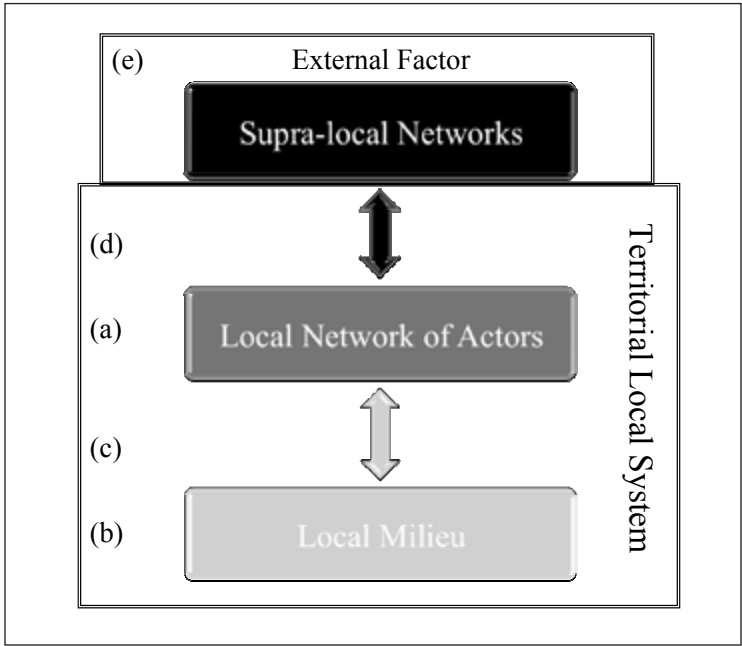 (e) External Factor
Supra-local Networks
(d)
(a) Local Network of Actors
(c)
(b) Local Milieu
Territorial Local System